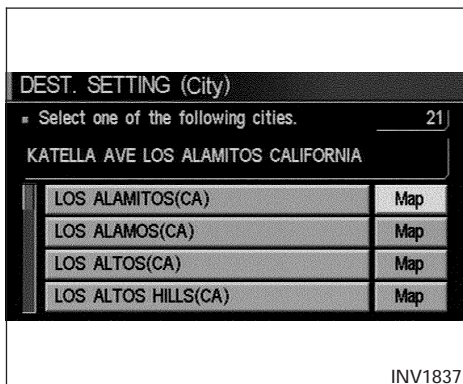 DEST. SETTING (City)
Select one of the following cities. 21
KATELLA AVE LOS ALAMITOS CALIFORNIA
LOS ALAMITOS(CA) Map
LOS ALAMOS(CA) Map
LOS ALTOS(CA) Map
LOS ALTOS HILLS(CA) Map
INV1837